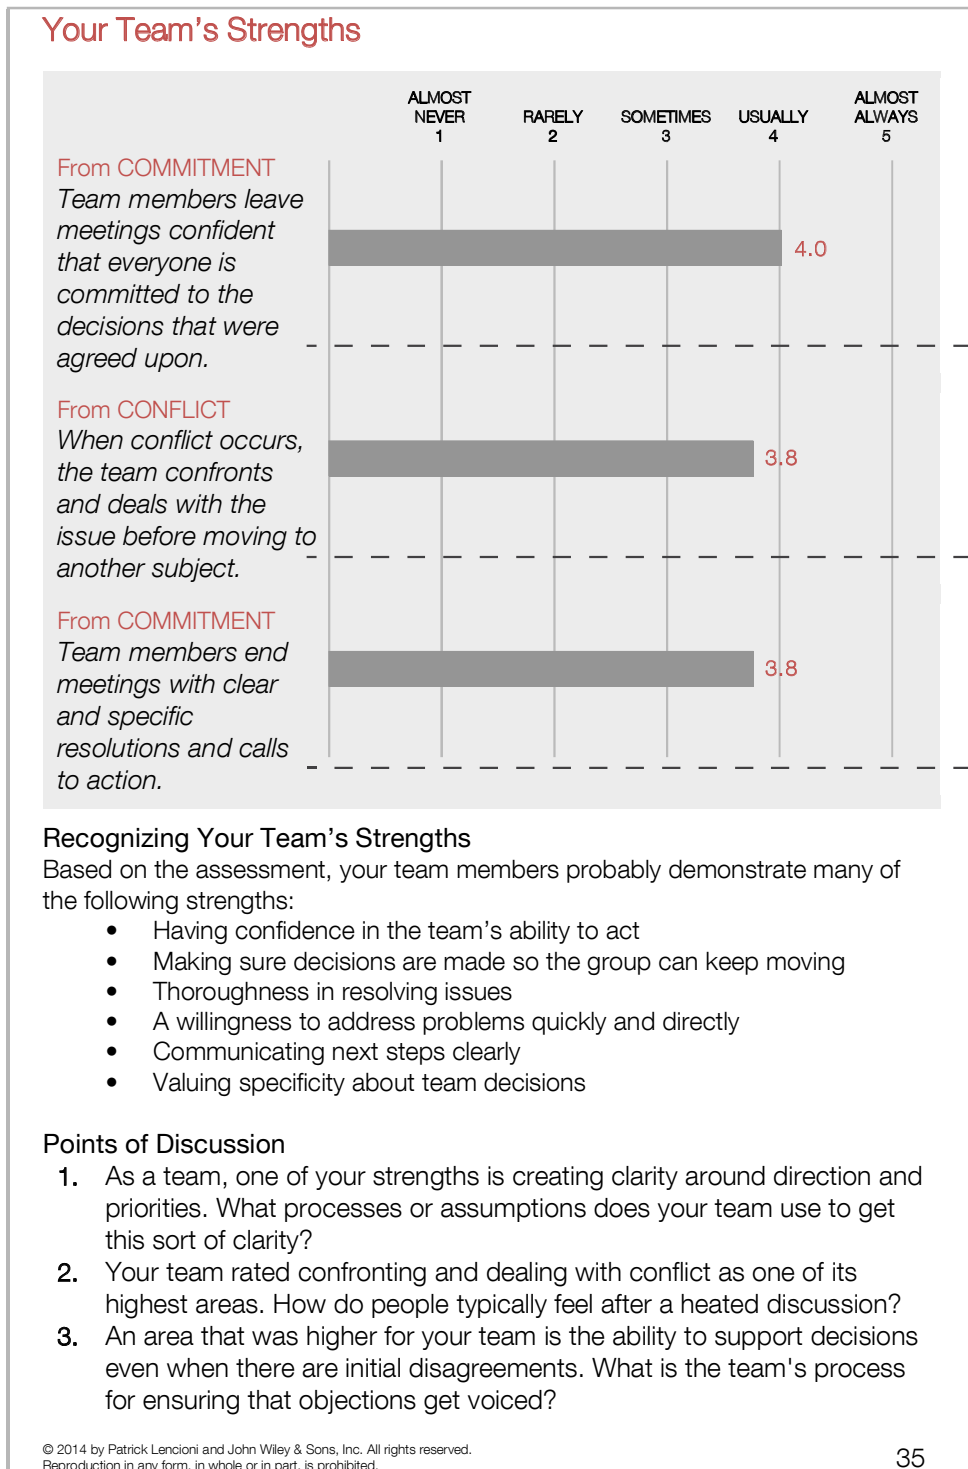 Your Team's Strengths
ALMOST
NEVER
1
RARELY
2
SOMETIMES
3
USUALLY
4
ALMOST
ALWAYS
5
From COMMITMENT
Team members leave
meetings confident
that everyone is
committed to the
decisions that were
agreed upon.
4.0
From CONFLICT
When conflict occurs,
the team confronts
and deals with the
issue before moving to
another subject.
3.8
From COMMITMENT
Team members end
meetings with clear
and specific
resolutions and calls
to action.
3.8
Recognizing Your Team's Strengths
Based on the assessment, your team members probably demonstrate many of
the following strengths:
• Having confidence in the team's ability to act
• Making sure decisions are made so the group can keep moving
• Thoroughness in resolving issues
• A willingness to address problems quickly and directly
• Communicating next steps clearly
• Valuing specificity about team decisions
Points of Discussion
1. As a team, one of your strengths is creating clarity around direction and
priorities. What processes or assumptions does your team use to get
this sort of clarity?
2. Your team rated confronting and dealing with conflict as one of its
highest areas. How do people typically feel after a heated discussion?
3. An area that was higher for your team is the ability to support decisions
even when there are initial disagreements. What is the team's process
for ensuring that objections get voiced?
© 2014 by Patrick Lencioni and John Wiley & Sons, Inc. All rights reserved.
Reproduction in any form, in whole or in part, is prohibited.
35